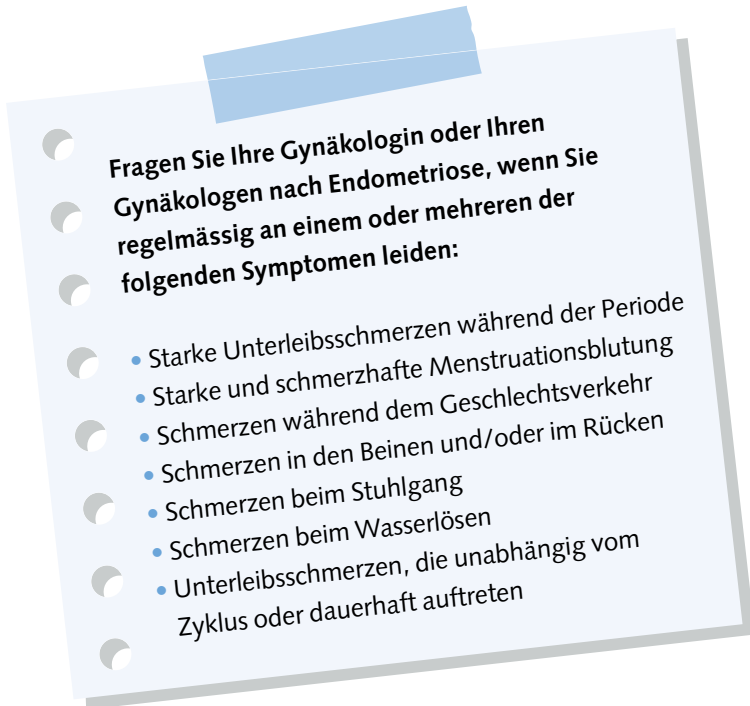 Fragen Sie Ihre Gynäkologin oder Ihren
Gynäkologen nach Endometriose, wenn Sie
regelmässig an einem oder mehreren der
folgenden Symptomen leiden:
• Starke Unterleibsschmerzen während der Periode
• Starke und schmerzhafte Menstruationsblutung
• Schmerzen während dem Geschlechtsverkehr
• Schmerzen in den Beinen und/oder im Rücken
• Schmerzen beim Stuhlgang
• Schmerzen beim Wasserlösen
• Unterleibsschmerzen, die unabhängig vom
Zyklus oder dauerhaft auftreten